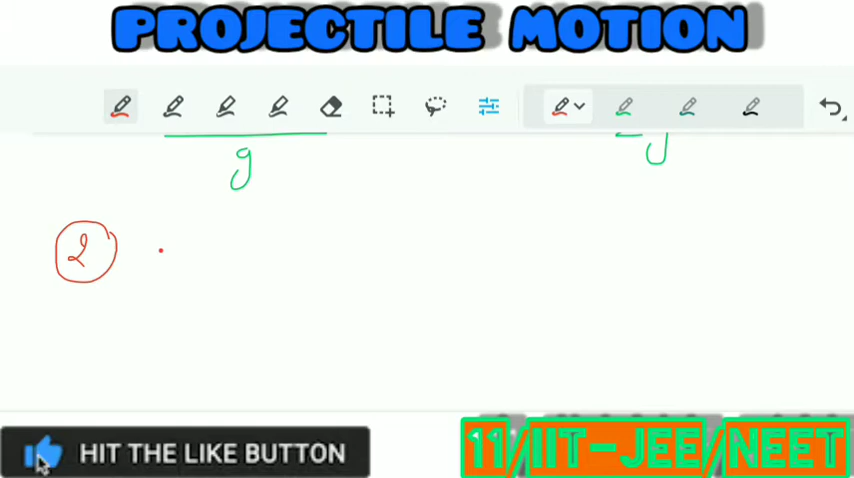 PROJECTILE MOTION
g
2
HIT THE LIKE BUTTON
11/IIT-JEE/NEET